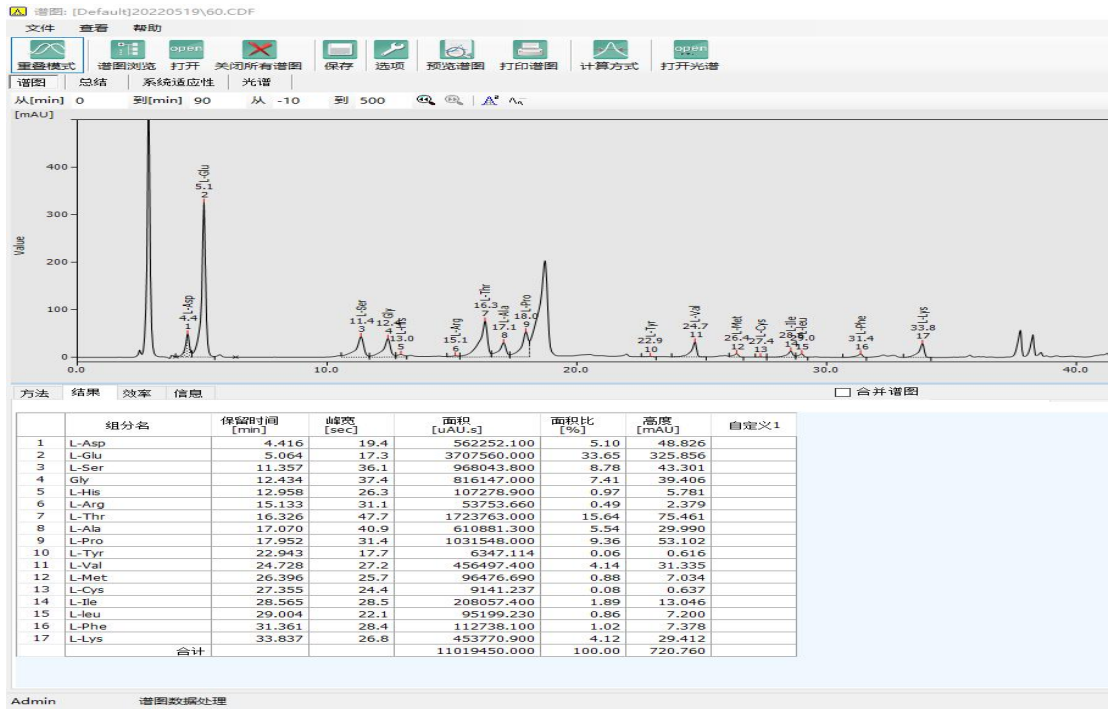 谱图: [Default]20220519\60.CDF
文件 查看 帮助
重叠模式 谱图浏览 打开 关闭所有谱图 保存 选项 预览谱图 打印谱图 计算方式 打开光谱
谱图 总结 系统适应性 光谱
从[min] 0 到[min] 90 从 -10 到 500
[mAU]
Value
400
300
200
100
0
0.0 10.0 20.0 30.0 40.0
L-Asp 4.4 1
L-Glu 5.1 2
L-Ser 11.4 3
Gly 12.4 4
L-His 13.0 5
L-Arg 15.1 6
L-Thr 16.3 7
L-Ala 17.1 8
L-Pro 18.0 9
L-Tyr 22.9 10
L-Val 24.7 11
L-Met 26.4 12
L-Cys 27.4 13
L-Ile 14
L-leu 29.0 15
L-Phe 31.4 16
L-Lys 33.8 17
方法 结果 效率 信息 合并谱图
组分名 保留时间 [min] 峰宽 [sec] 面积 [uAU.s] 面积比 [%] 高度 [mAU] 自定义1
1 L-Asp 4.416 19.4 562252.100 5.10 48.826
2 L-Glu 5.064 17.3 3707560.000 33.65 325.856
3 L-Ser 11.357 36.1 968043.800 8.78 43.301
4 Gly 12.434 37.4 816147.000 7.41 39.406
5 L-His 12.958 26.3 107278.900 0.97 5.781
6 L-Arg 15.133 31.1 53753.660 0.49 2.379
7 L-Thr 16.326 47.7 1723763.000 15.64 75.461
8 L-Ala 17.070 40.9 610881.300 5.54 29.990
9 L-Pro 17.952 31.4 1031548.000 9.36 53.102
10 L-Tyr 22.943 17.7 6347.114 0.06 0.616
11 L-Val 24.728 27.2 456497.400 4.14 31.335
12 L-Met 26.396 25.7 96476.690 0.88 7.034
13 L-Cys 27.355 24.4 9141.237 0.08 0.637
14 L-Ile 28.565 28.5 208057.400 1.89 13.046
15 L-leu 29.004 22.1 95199.230 0.86 7.200
16 L-Phe 31.361 28.4 112738.100 1.02 7.378
17 L-Lys 33.837 26.8 453770.900 4.12 29.412
合计 11019450.000 100.00 720.760
Admin 谱图数据处理